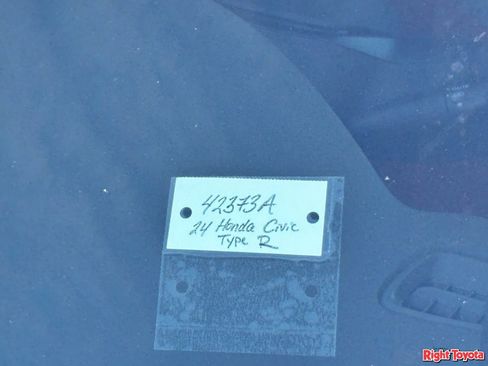 42373A
24 Honda Civic
Type R
Right Toyota